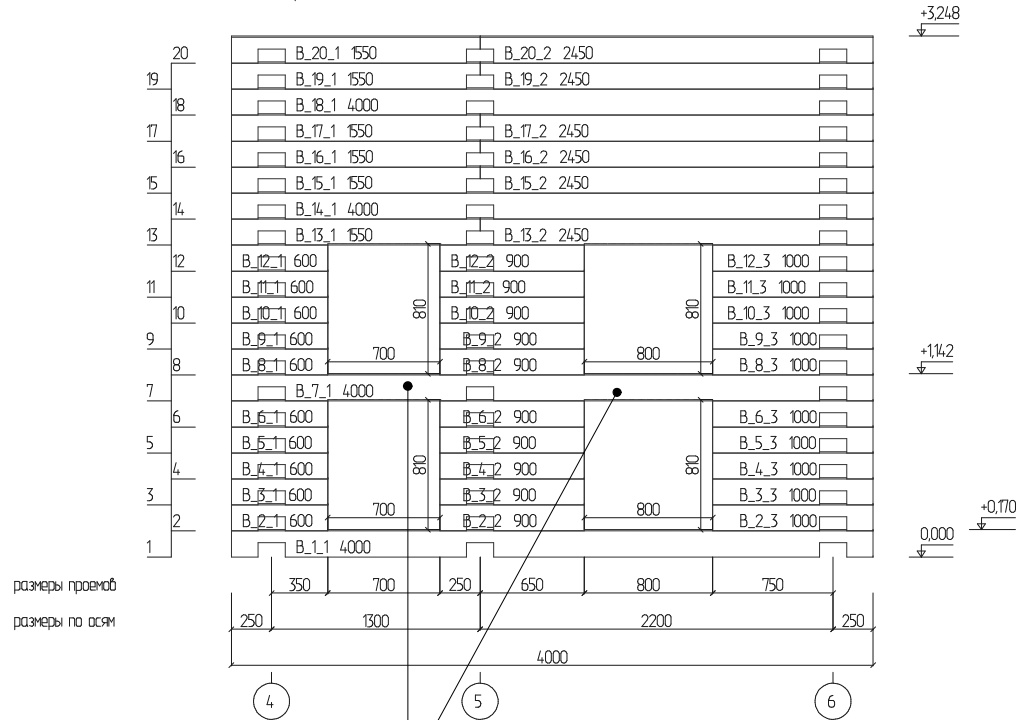 +3,248
20 B_20_1 1550 B_20_2 2450
19 B_19_1 1550 B_19_2 2450
18 B_18_1 4000
17 B_17_1 1550 B_17_2 2450
16 B_16_1 1550 B_16_2 2450
15 B_15_1 1550 B_15_2 2450
14 B_14_1 4000
13 B_13_1 1550 B_13_2 2450
12 B_12_1 600 B_12_2 900 B_12_3 1000
11 B_11_1 600 B_11_2 900 B_11_3 1000
810 810
10 B_10_1 600 B_10_2 900 B_10_3 1000
9 B_9_1 600 B_9_2 900 B_9_3 1000
700 800 +1,142
8 B_8_1 600 B_8_2 900 B_8_3 1000
7 B_7_1 4000
6 B_6_1 600 B_6_2 900 B_6_3 1000
5 B_5_1 600 B_5_2 900 B_5_3 1000
810 810
4 B_4_1 600 B_4_2 900 B_4_3 1000
3 B_3_1 600 B_3_2 900 B_3_3 1000
700 800 +0,170
2 B_2_1 600 B_2_2 900 B_2_3 1000
0,000
1 B_1_1 4000
размеры проемов 350 700 250 650 800 750
размеры по осям 250 1300 2200 250
4000
4 5 6